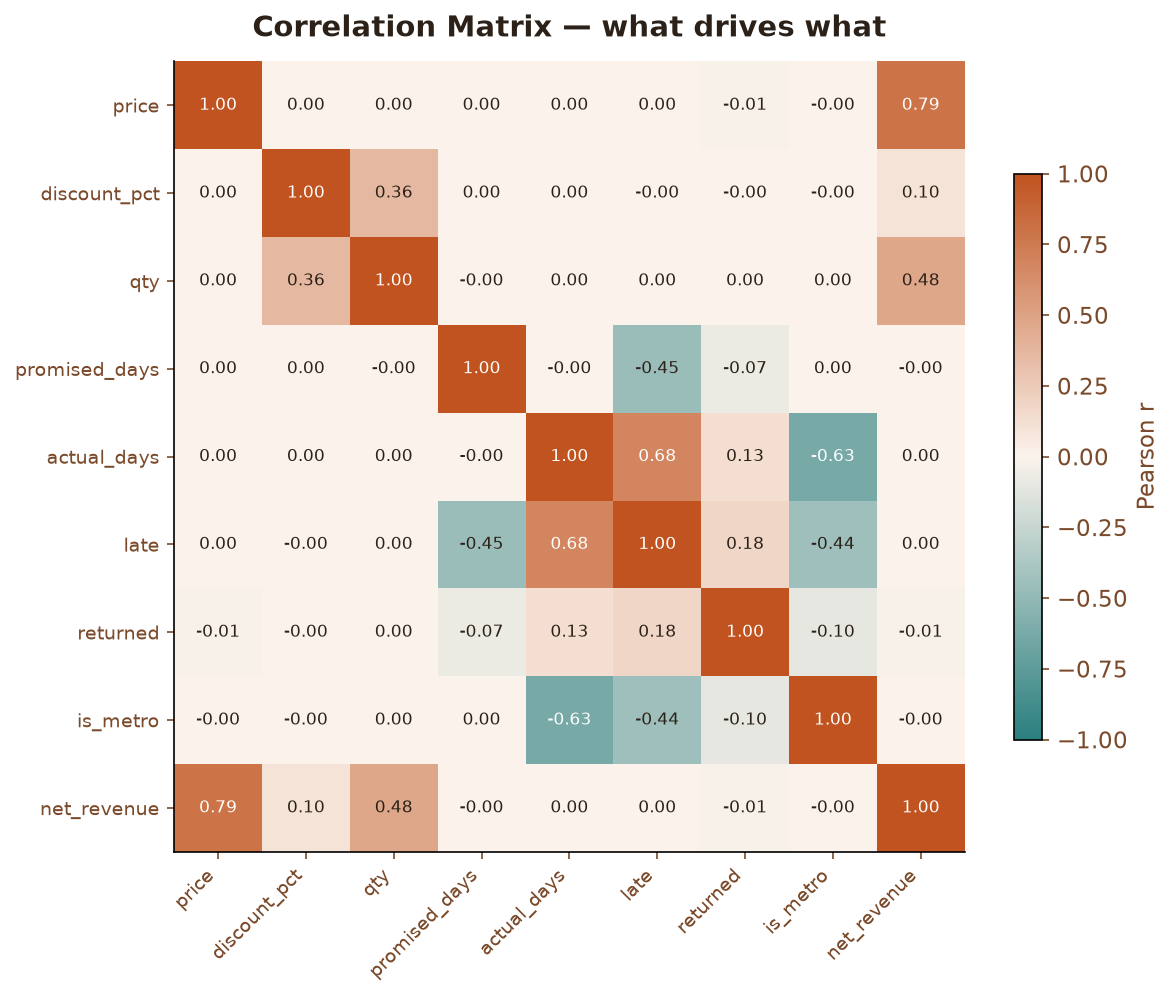 Correlation Matrix — what drives what
price 1.00 0.00 0.00 0.00 0.00 0.00 -0.01 -0.00 0.79
discount_pct 0.00 1.00 0.36 0.00 0.00 -0.00 -0.00 -0.00 0.10
qty 0.00 0.36 1.00 -0.00 0.00 0.00 0.00 0.00 0.48
promised_days 0.00 0.00 -0.00 1.00 -0.00 -0.45 -0.07 0.00 -0.00
actual_days 0.00 0.00 0.00 -0.00 1.00 0.68 0.13 -0.63 0.00
late 0.00 -0.00 0.00 -0.45 0.68 1.00 0.18 -0.44 0.00
returned -0.01 -0.00 0.00 -0.07 0.13 0.18 1.00 -0.10 -0.01
is_metro -0.00 -0.00 0.00 0.00 -0.63 -0.44 -0.10 1.00 -0.00
net_revenue 0.79 0.10 0.48 -0.00 0.00 0.00 -0.01 -0.00 1.00
price discount_pct qty promised_days actual_days late returned is_metro net_revenue
1.00
0.75
0.50
0.25
0.00
−0.25
−0.50
−0.75
−1.00
Pearson r